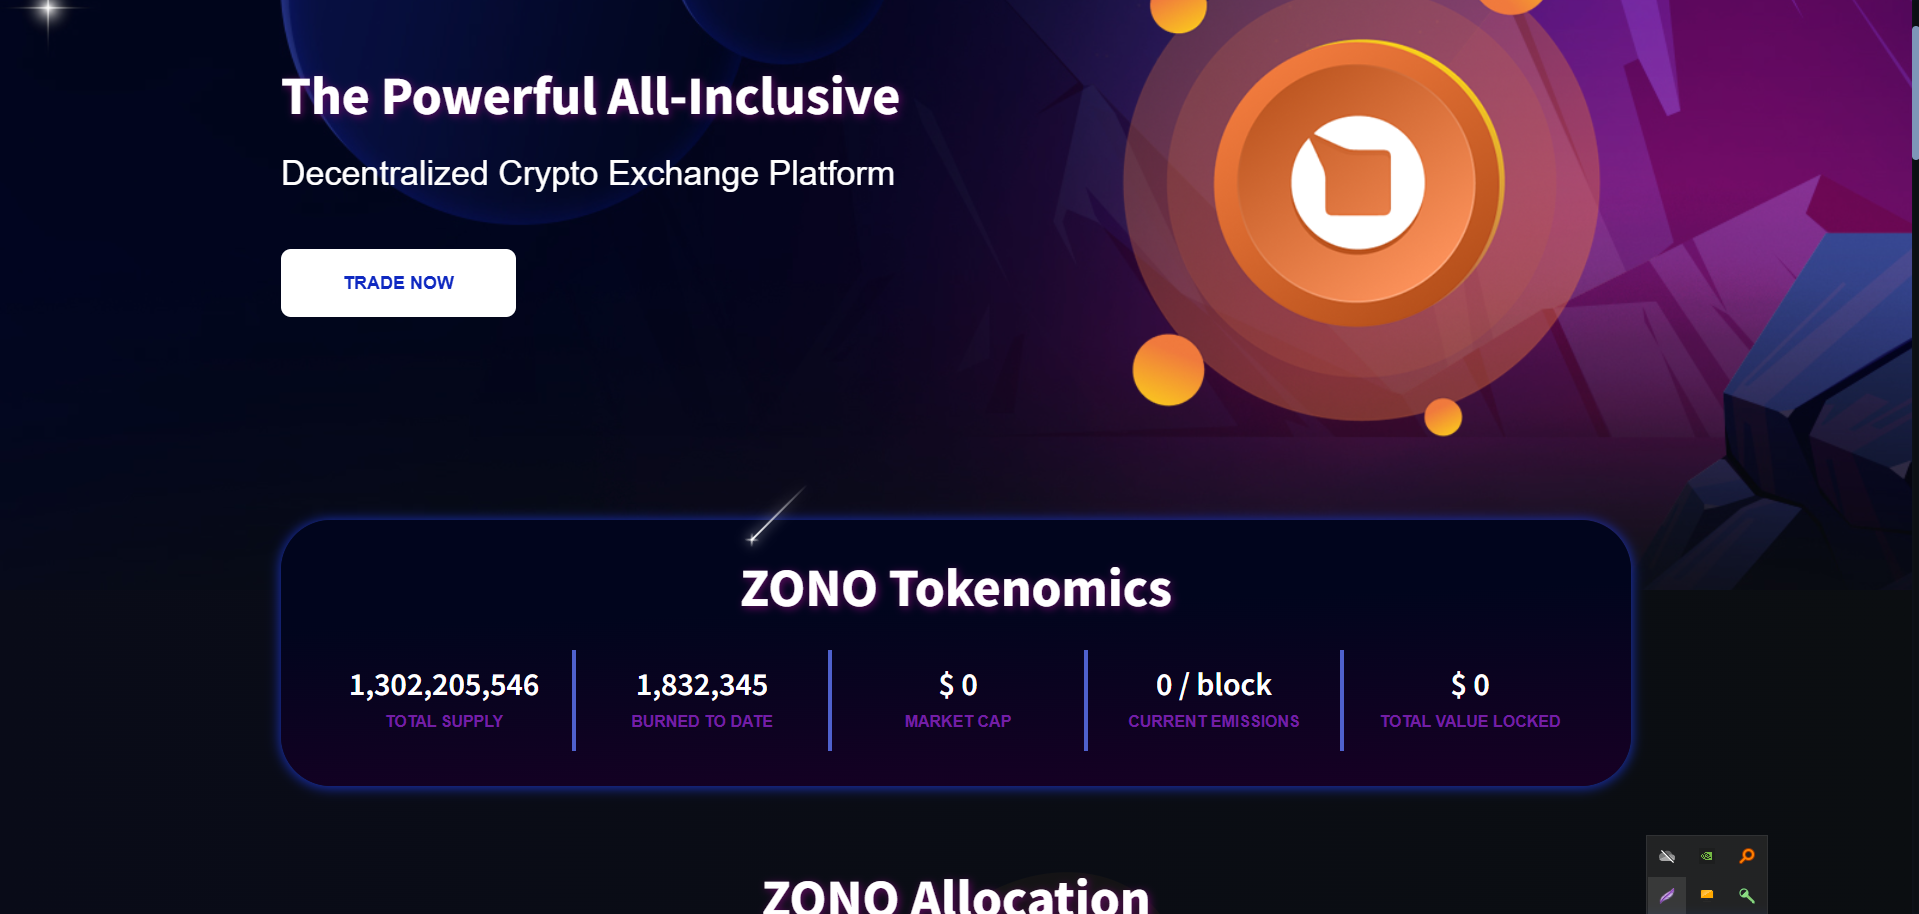 The Powerful All-Inclusive
Decentralized Crypto Exchange Platform
TRADE NOW
ZONO Tokenomics
1,302,205,546
TOTAL SUPPLY
1,832,345
BURNED TO DATE
$ 0
MARKET CAP
0 / block
CURRENT EMISSIONS
$ 0
TOTAL VALUE LOCKED
ZONO Allocation